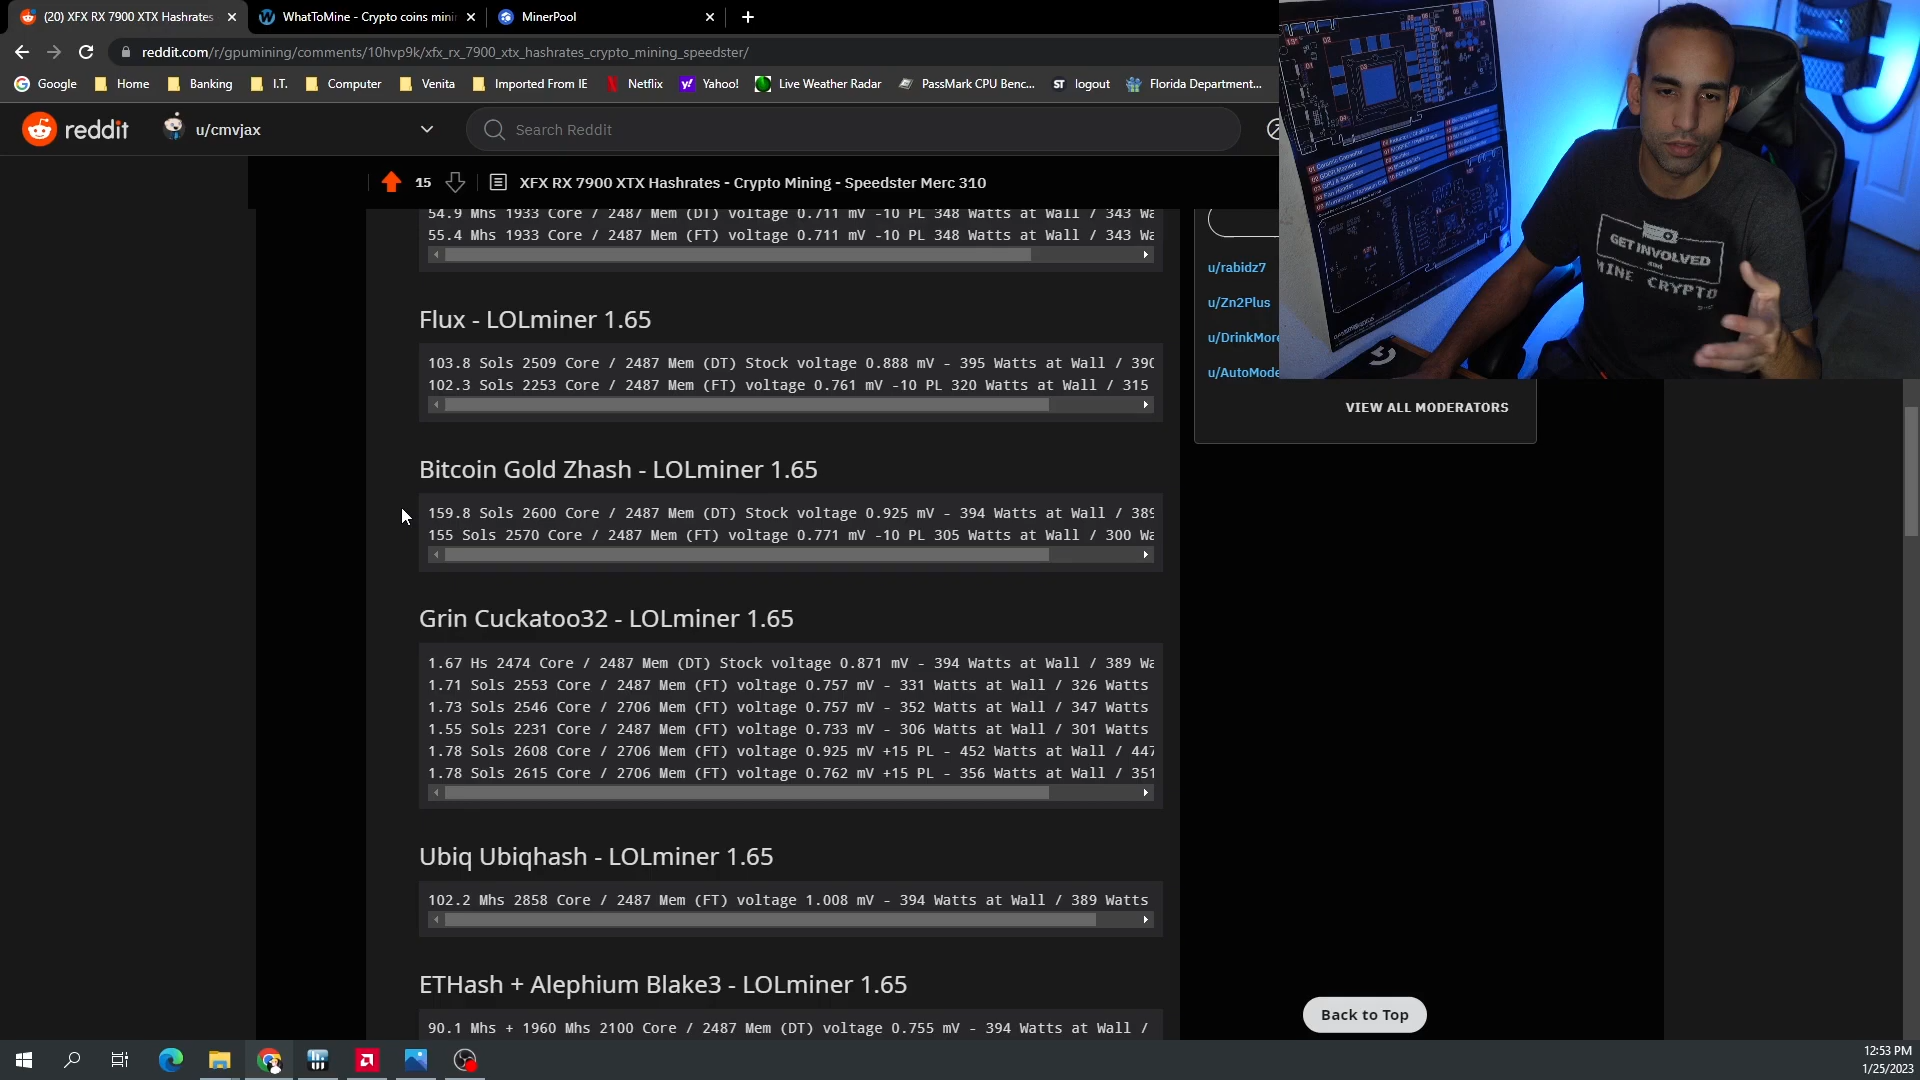 (20) XFX RX 7900 XTX Hashrates
WhatToMine - Crypto coins mini
MinerPool
reddit.com/r/gpumining/comments/10hvp9k/xfx_rx_7900_xtx_hashrates_crypto_mining_speedster/
Google
Home
Banking
I.T.
Computer
Venita
Imported From IE
Netflix
Yahoo!
Live Weather Radar
PassMark CPU Benc...
ST
logout
Florida Department...
reddit
u/cmvjax
Search Reddit
15
XFX RX 7900 XTX Hashrates - Crypto Mining - Speedster Merc 310
54.9 Mhs 1933 Core / 2487 Mem (DT) voltage 0.711 mV -10 PL 348 Watts at Wall / 343 Wa
55.4 Mhs 1933 Core / 2487 Mem (FT) voltage 0.711 mV -10 PL 348 Watts at Wall / 343 Wa
Flux - LOLminer 1.65
103.8 Sols 2509 Core / 2487 Mem (DT) Stock voltage 0.888 mV - 395 Watts at Wall / 390
102.3 Sols 2253 Core / 2487 Mem (FT) voltage 0.761 mV -10 PL 320 Watts at Wall / 315
Bitcoin Gold Zhash - LOLminer 1.65
159.8 Sols 2600 Core / 2487 Mem (DT) Stock voltage 0.925 mV - 394 Watts at Wall / 389
155 Sols 2570 Core / 2487 Mem (FT) voltage 0.771 mV -10 PL 305 Watts at Wall / 300 Wa
Grin Cuckatoo32 - LOLminer 1.65
1.67 Hs 2474 Core / 2487 Mem (DT) Stock voltage 0.871 mV - 394 Watts at Wall / 389 Wa
1.71 Sols 2553 Core / 2487 Mem (FT) voltage 0.757 mV - 331 Watts at Wall / 326 Watts
1.73 Sols 2546 Core / 2706 Mem (FT) voltage 0.757 mV - 352 Watts at Wall / 347 Watts
1.55 Sols 2231 Core / 2487 Mem (FT) voltage 0.733 mV - 306 Watts at Wall / 301 Watts
1.78 Sols 2608 Core / 2706 Mem (FT) voltage 0.925 mV +15 PL - 452 Watts at Wall / 447
1.78 Sols 2615 Core / 2706 Mem (FT) voltage 0.762 mV +15 PL - 356 Watts at Wall / 351
Ubiq Ubiqhash - LOLminer 1.65
102.2 Mhs 2858 Core / 2487 Mem (FT) voltage 1.008 mV - 394 Watts at Wall / 389 Watts
ETHash + Alephium Blake3 - LOLminer 1.65
90.1 Mhs + 1960 Mhs 2100 Core / 2487 Mem (DT) voltage 0.755 mV - 394 Watts at Wall /
u/rabidz7
u/Zn2Plus
u/DrinkMore
u/AutoMode
VIEW ALL MODERATORS
Back to Top
GET INVOLVED
and
MINE CRYPTO
12:53 PM
1/25/2023